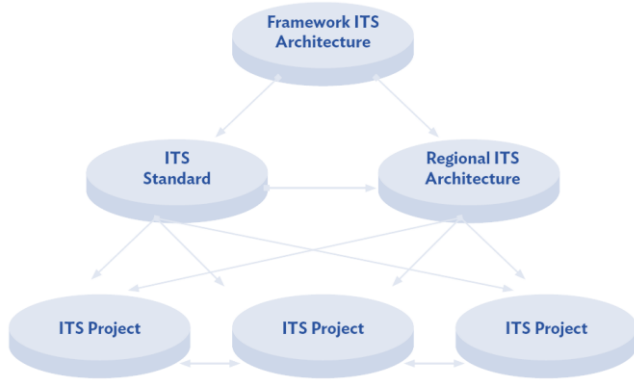 Framework ITS
Architecture
ITS
Standard
Regional ITS
Architecture
ITS Project
ITS Project
ITS Project